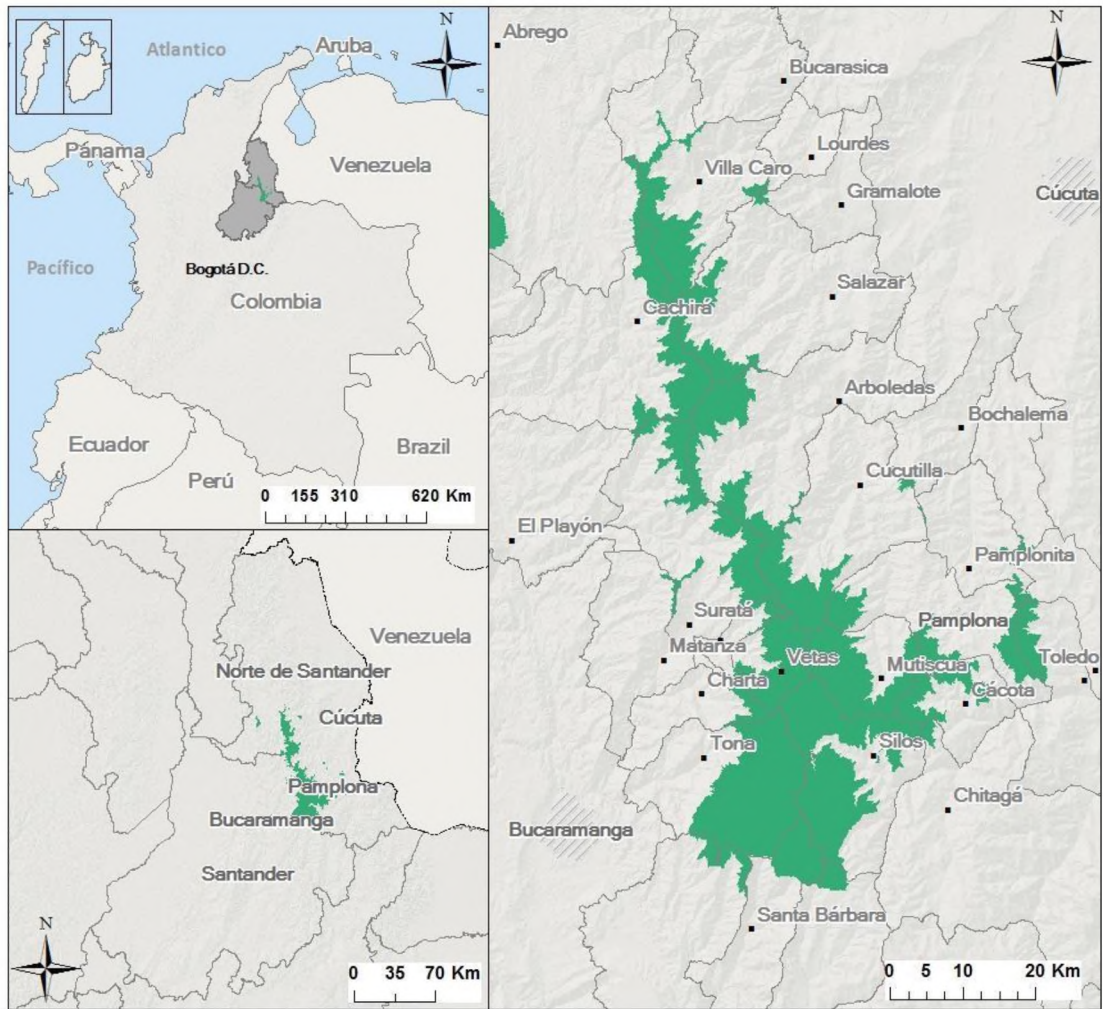 N
Atlantico
Aruba
Pánama
Venezuela
Pacífico
Bogotá D.C.
Colombia
Ecuador
Brazil
Perú
0 155 310 620 Km
Venezuela
Norte de Santander
Cúcuta
Pamplona
Bucaramanga
Santander
N
0 35 70 Km
N
Abrego
Bucarasica
Lourdes
Villa Caro
Cúcuta
Gramalote
Salazar
Cachirá
Arboledas
Bochalema
Cucutilla
El Playón
Pamplonita
Suratá
Pamplona
Matanza
Vetas
Mutiscua
Toledo
Charta
Cácota
Tona
Silos
Chitagá
Bucaramanga
Santa Bárbara
0 5 10 20 Km